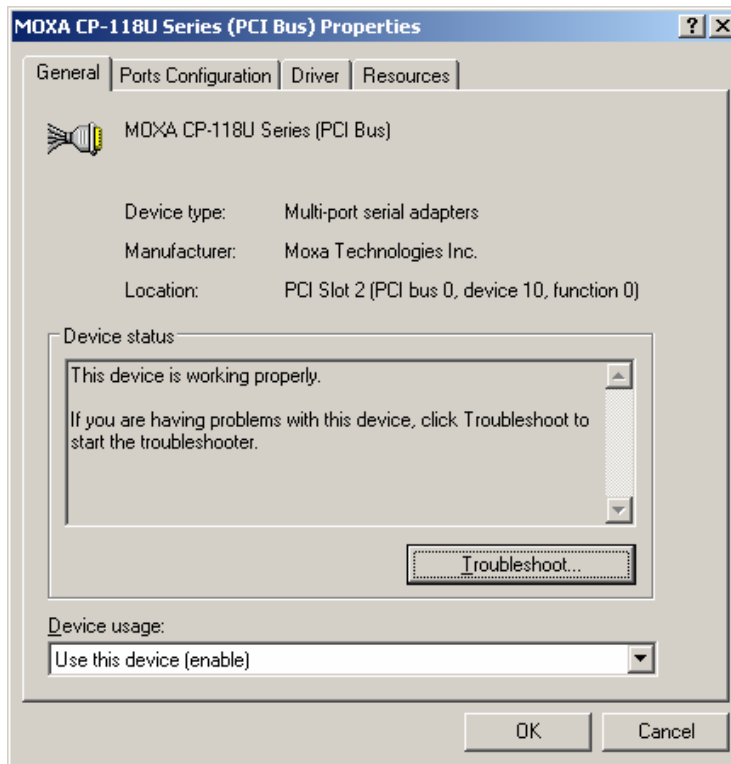 MOXA CP-118U Series (PCI Bus) Properties
General Ports Configuration Driver Resources
MOXA CP-118U Series (PCI Bus)
Device type: Multi-port serial adapters
Manufacturer: Moxa Technologies Inc.
Location: PCI Slot 2 (PCI bus 0, device 10, function 0)
Device status
This device is working properly.
If you are having problems with this device, click Troubleshoot to
start the troubleshooter.
Troubleshoot...
Device usage:
Use this device (enable)
OK Cancel